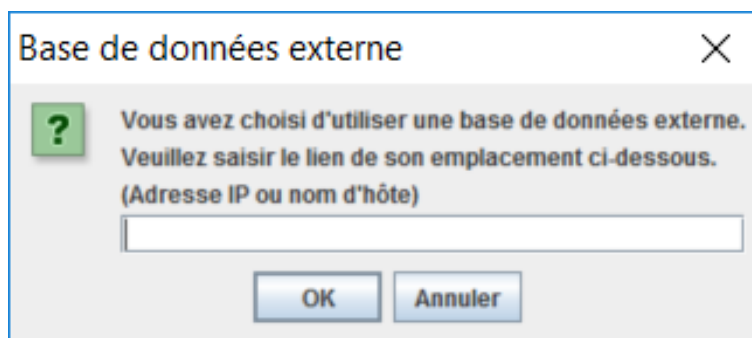 Base de données externe
Vous avez choisi d'utiliser une base de données externe.
Veuillez saisir le lien de son emplacement ci-dessous.
(Adresse IP ou nom d'hôte)
OK Annuler